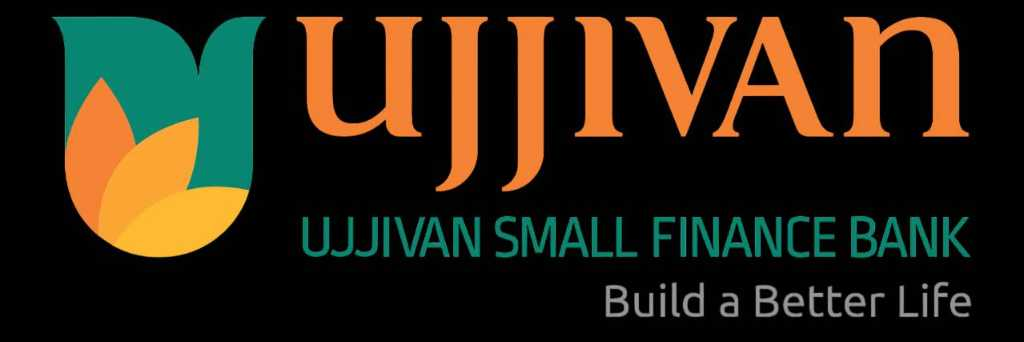 UJJIVAN
UJJIVAN SMALL FINANCE BANK
Build a Better Life